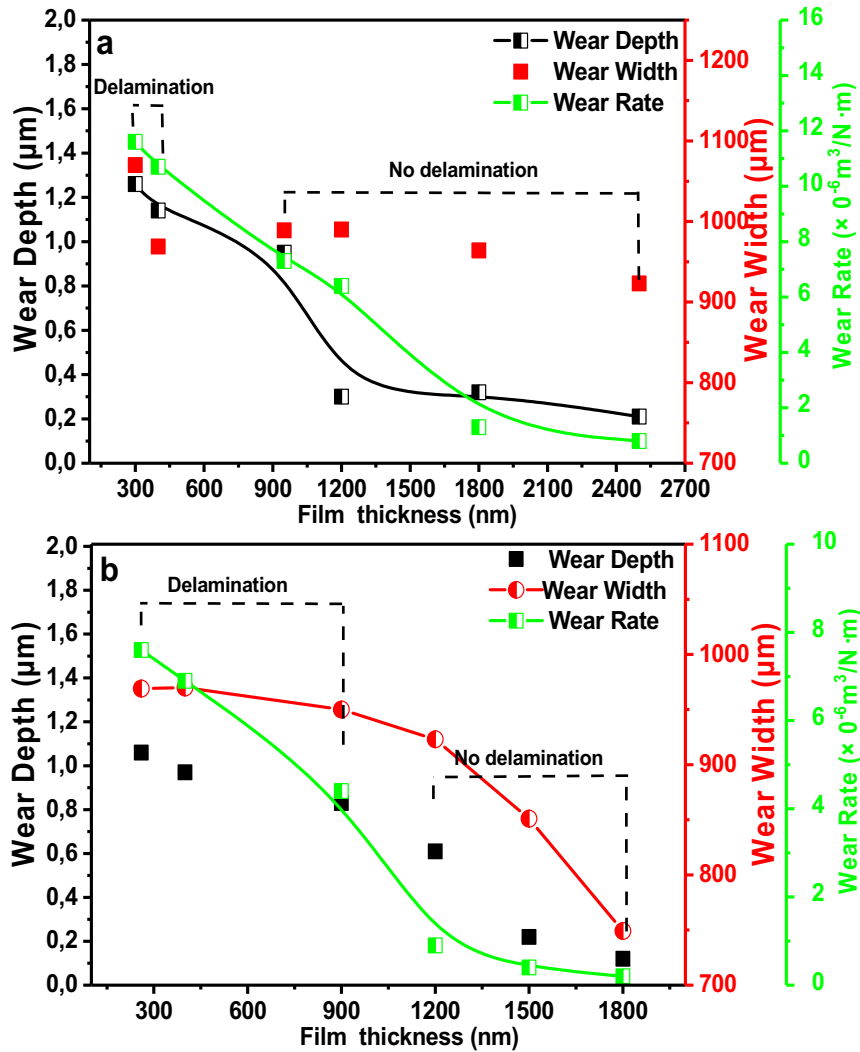 a
Wear Depth
Wear Width
Wear Rate
Delamination
No delamination
2,0
1,8
1,6
1,4
1,2
1,0
0,8
0,6
0,4
0,2
0,0
Wear Depth (µm)
300 600 900 1200 1500 1800 2100 2400 2700
Film thickness (nm)
1250
1200
1100
1000
900
800
700
Wear Width (µm)
16
14
12
10
8
6
4
2
0
Wear Rate (× 0⁻⁶m³/N·m)
b
Wear Depth
Wear Width
Wear Rate
Delamination
No delamination
2,0
1,8
1,6
1,4
1,2
1,0
0,8
0,6
0,4
0,2
0,0
Wear Depth (µm)
300 600 900 1200 1500 1800
Film thickness (nm)
1100
1000
950
900
850
800
700
Wear Width (µm)
10
8
6
4
2
0
Wear Rate (× 0⁻⁶m³/N·m)